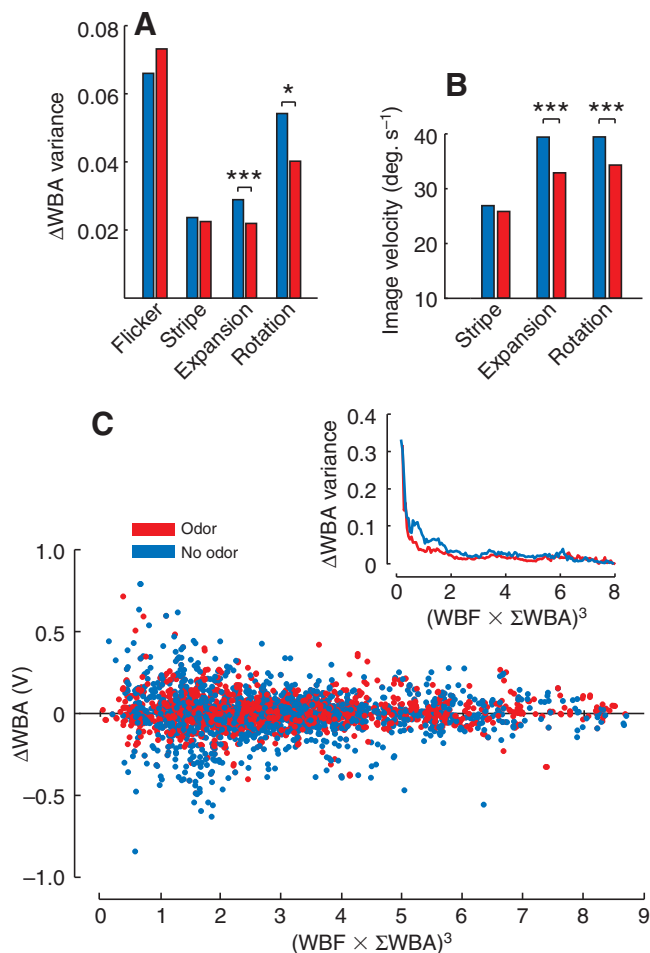 A
0.08
0.06
0.04
0.02
ΔWBA variance
***
*
Flicker
Stripe
Expansion
Rotation
B
40
30
20
10
Image velocity (deg. s⁻¹)
***
***
Stripe
Expansion
Rotation
C
0.4
0.3
0.2
0.1
0
ΔWBA variance
0 2 4 6 8
(WBF × ΣWBA)³
Odor
No odor
1.0
0.5
0
–0.5
–1.0
ΔWBA (V)
0 1 2 3 4 5 6 7 8 9
(WBF × ΣWBA)³